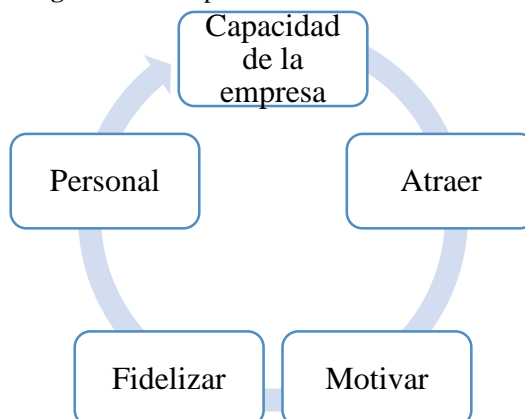 Capacidad
de la
empresa
Atraer
Motivar
Fidelizar
Personal